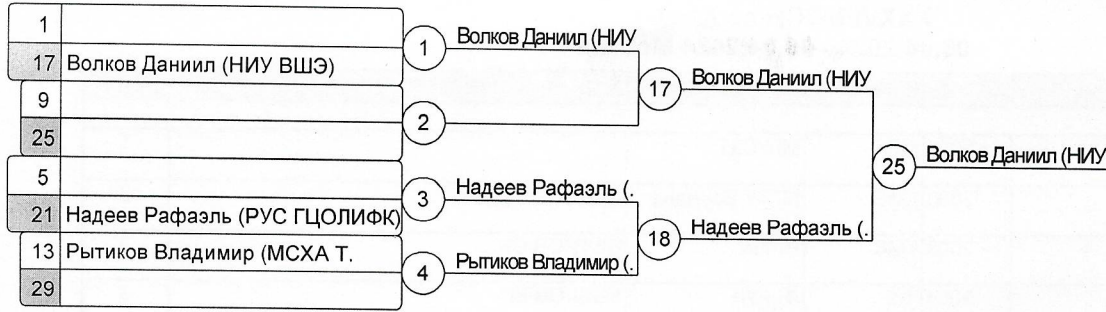 1
17 Волков Даниил (НИУ ВШЭ)
9
25
5
21 Надеев Рафаэль (РУС ГЦОЛИФК)
13 Рытиков Владимир (МСХА Т.
29
1
2
3
4
Волков Даниил (НИУ
Надеев Рафаэль (.
Рытиков Владимир (.
17
18
Волков Даниил (НИУ
Надеев Рафаэль (.
25
Волков Даниил (НИУ